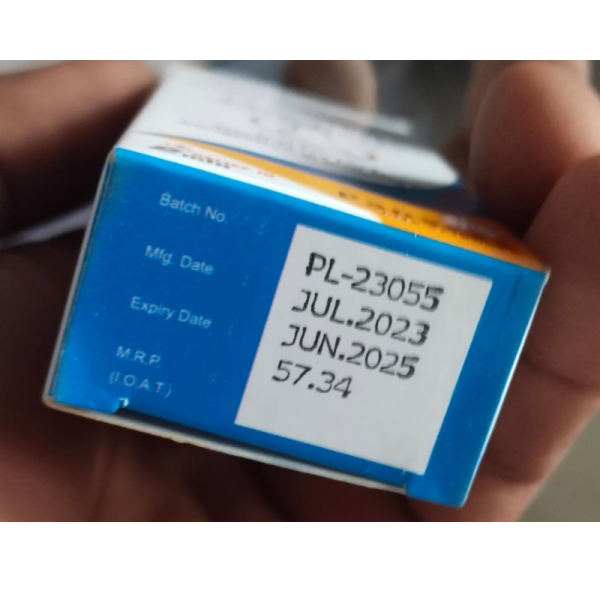 Batch No. : PL-23055
Mfg. Date : JUL.2023
Expiry Date : JUN.2025
M.R.P. : 57.34
(I.O.A.T.)